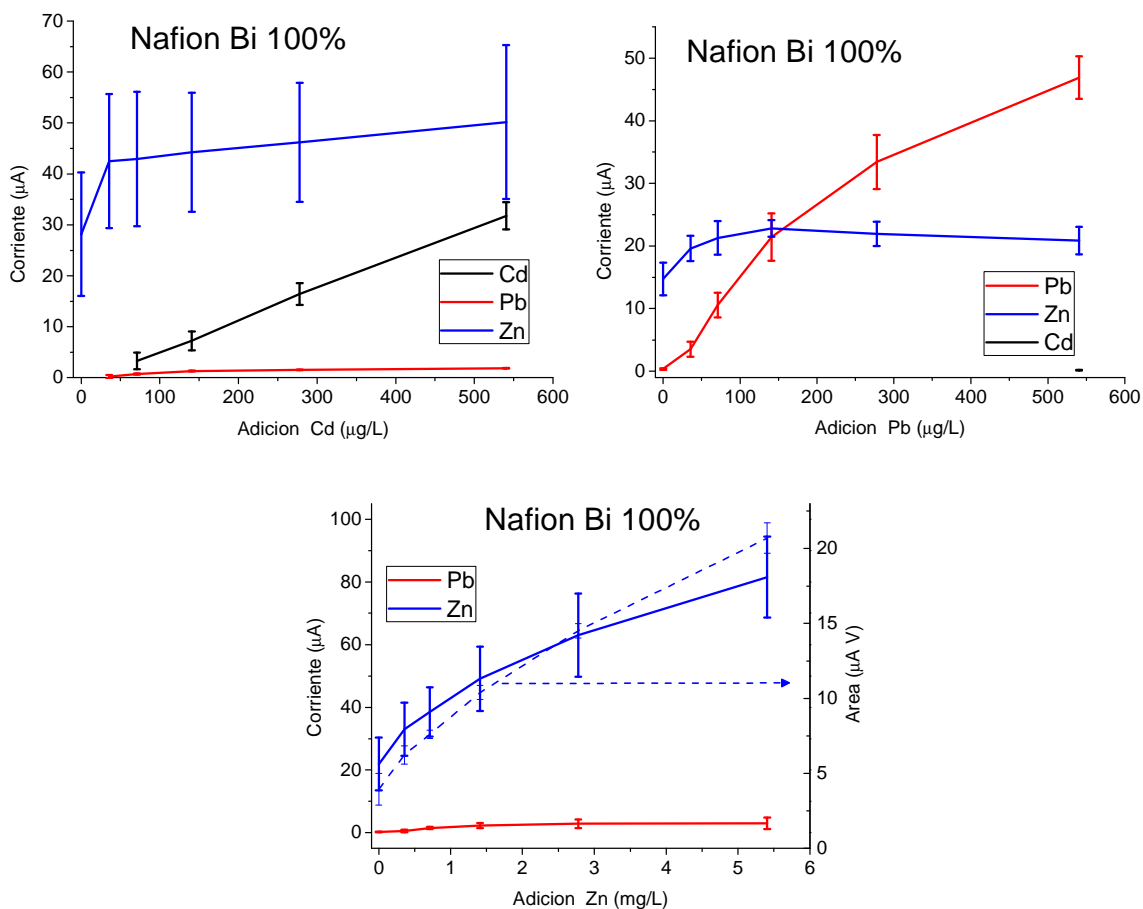 Nafion Bi 100%
Corriente (μA)
70
60
50
40
30
20
10
0
Cd
Pb
Zn
0 100 200 300 400 500 600
Adicion Cd (μg/L)
Nafion Bi 100%
Corriente (μA)
50
40
30
20
10
0
Pb
Zn
Cd
0 100 200 300 400 500 600
Adicion Pb (μg/L)
Nafion Bi 100%
Corriente (μA)
100
80
60
40
20
0
Pb
Zn
20
15
10
5
0
Area (μA V)
0 1 2 3 4 5 6
Adicion Zn (mg/L)